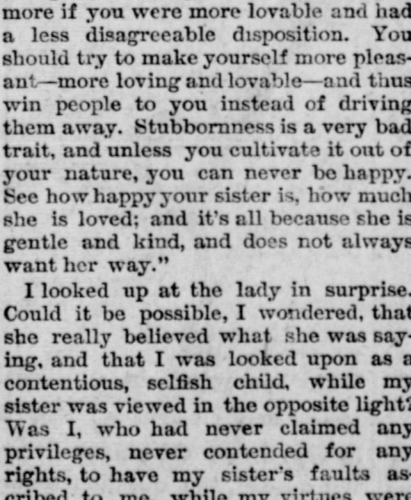 more if you were more lovable and had
a less disagreeable disposition. You
should try to make yourself more pleas-
ant—more loving and lovable—and thus
win people to you instead of driving
them away. Stubbornness is a very bad
trait, and unless you cultivate it out of
your nature, you can never be happy.
See how happy your sister is, how much
she is loved; and it's all because she is
gentle and kind, and does not always
want her way."
I looked up at the lady in surprise.
Could it be possible, I wondered, that
she really believed what she was say-
ing, and that I was looked upon as a
contentious, selfish child, while my
sister was viewed in the opposite light?
Was I, who had never claimed any
privileges, never contended for any
rights, to have my sister's faults as-
cribed to me, while my virtues were